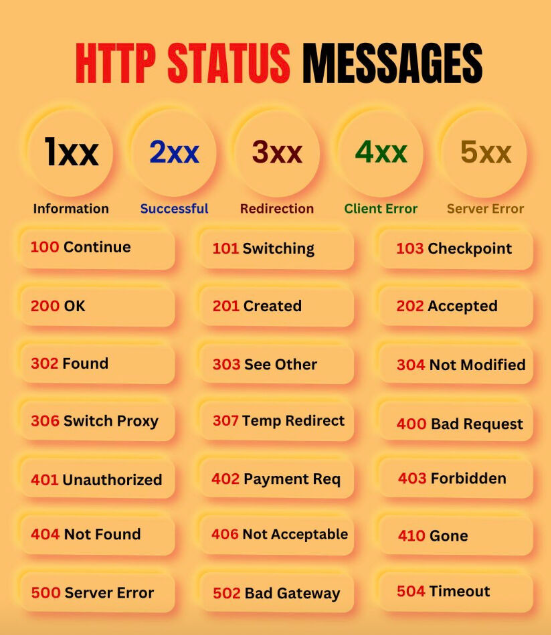 HTTP STATUS MESSAGES
1xx
2xx
3xx
4xx
5xx
Information
Successful
Redirection
Client Error
Server Error
100 Continue
101 Switching
103 Checkpoint
200 OK
201 Created
202 Accepted
302 Found
303 See Other
304 Not Modified
306 Switch Proxy
307 Temp Redirect
400 Bad Request
401 Unauthorized
402 Payment Req
403 Forbidden
404 Not Found
406 Not Acceptable
410 Gone
500 Server Error
502 Bad Gateway
504 Timeout